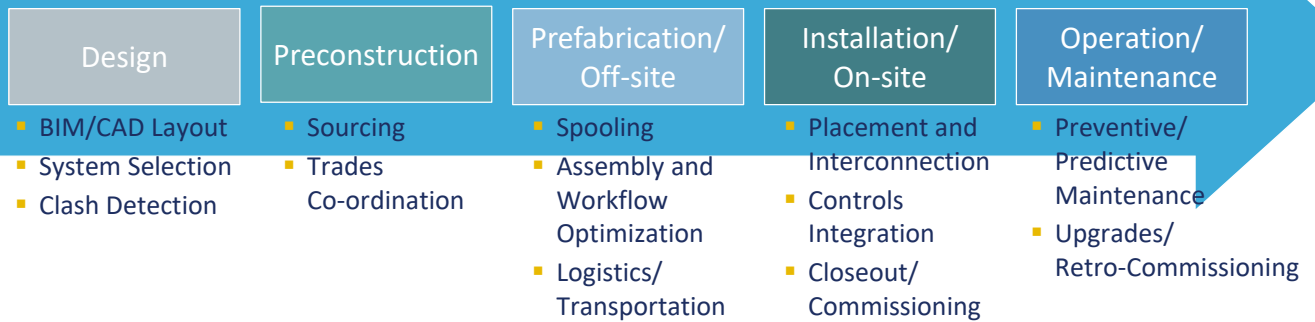 Design
BIM/CAD Layout
System Selection
Clash Detection
Preconstruction
Sourcing
Trades
Co-ordination
Prefabrication/
Off-site
Spooling
Assembly and
Workflow
Optimization
Logistics/
Transportation
Installation/
On-site
Placement and
Interconnection
Controls
Integration
Closeout/
Commissioning
Operation/
Maintenance
Preventive/
Predictive
Maintenance
Upgrades/
Retro-Commissioning